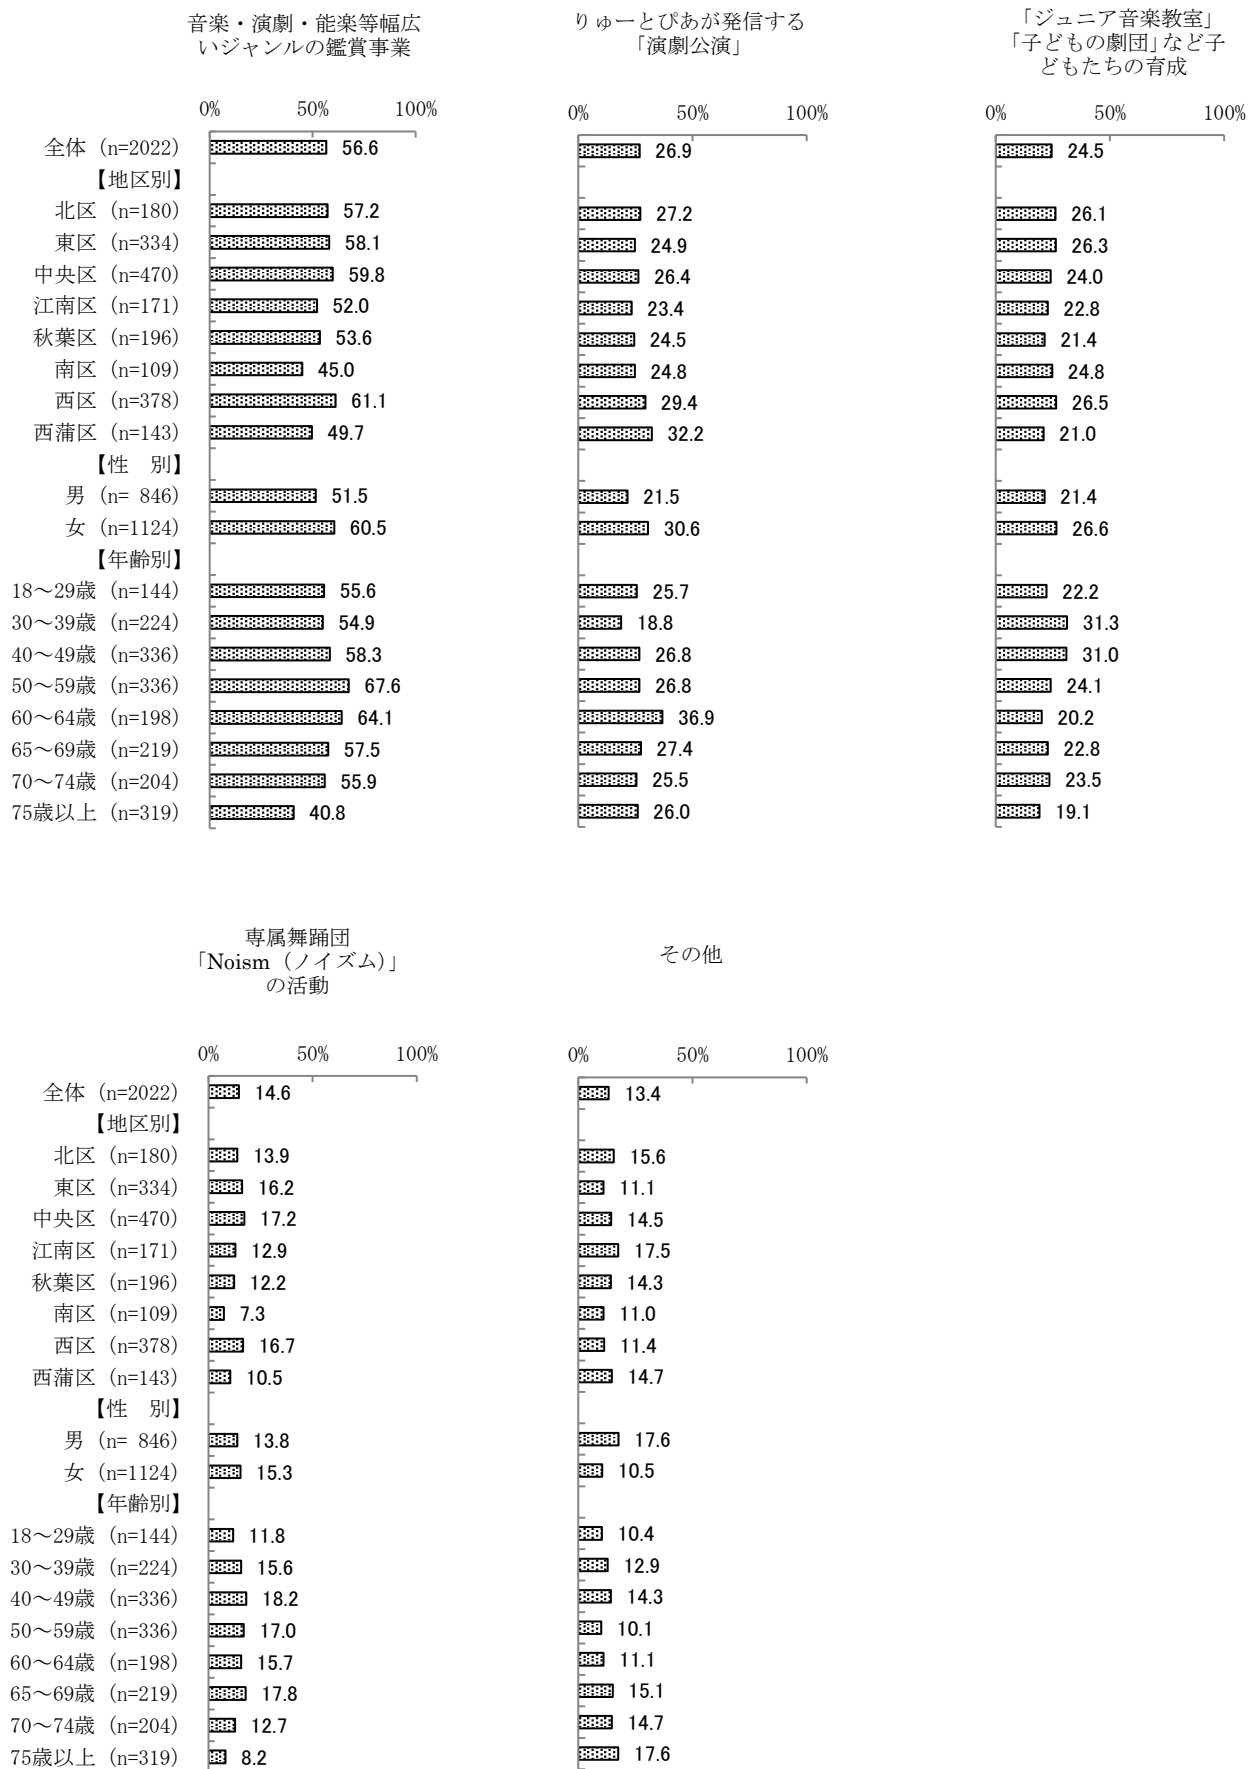 音楽・演劇・能楽等幅広
いジャンルの鑑賞事業
りゅーとぴあが発信する
「演劇公演」
「ジュニア音楽教室」
「子どもの劇団」など子
どもたちの育成
0% 50% 100% 0% 50% 100% 0% 50% 100%
全体 (n=2022) 56.6 26.9 24.5
【地区別】
北区 (n=180) 57.2 27.2 26.1
東区 (n=334) 58.1 24.9 26.3
中央区 (n=470) 59.8 26.4 24.0
江南区 (n=171) 52.0 23.4 22.8
秋葉区 (n=196) 53.6 24.5 21.4
南区 (n=109) 45.0 24.8 24.8
西区 (n=378) 61.1 29.4 26.5
西蒲区 (n=143) 49.7 32.2 21.0
【性　別】
男 (n= 846) 51.5 21.5 21.4
女 (n=1124) 60.5 30.6 26.6
【年齢別】
18～29歳 (n=144) 55.6 25.7 22.2
30～39歳 (n=224) 54.9 18.8 31.3
40～49歳 (n=336) 58.3 26.8 31.0
50～59歳 (n=336) 67.6 26.8 24.1
60～64歳 (n=198) 64.1 36.9 20.2
65～69歳 (n=219) 57.5 27.4 22.8
70～74歳 (n=204) 55.9 25.5 23.5
75歳以上 (n=319) 40.8 26.0 19.1
専属舞踊団
「Noism（ノイズム）」
の活動
その他
0% 50% 100% 0% 50% 100%
全体 (n=2022) 14.6 13.4
【地区別】
北区 (n=180) 13.9 15.6
東区 (n=334) 16.2 11.1
中央区 (n=470) 17.2 14.5
江南区 (n=171) 12.9 17.5
秋葉区 (n=196) 12.2 14.3
南区 (n=109) 7.3 11.0
西区 (n=378) 16.7 11.4
西蒲区 (n=143) 10.5 14.7
【性　別】
男 (n= 846) 13.8 17.6
女 (n=1124) 15.3 10.5
【年齢別】
18～29歳 (n=144) 11.8 10.4
30～39歳 (n=224) 15.6 12.9
40～49歳 (n=336) 18.2 14.3
50～59歳 (n=336) 17.0 10.1
60～64歳 (n=198) 15.7 11.1
65～69歳 (n=219) 17.8 15.1
70～74歳 (n=204) 12.7 14.7
75歳以上 (n=319) 8.2 17.6